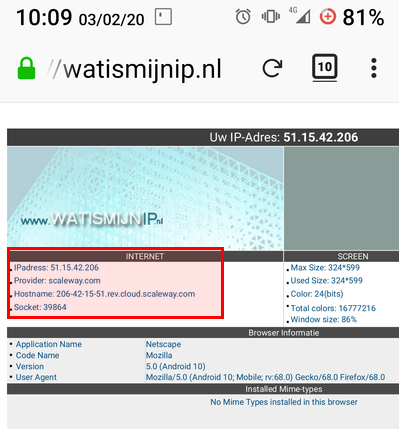 10:09 03/02/20 4G 81%
//watismijnip.nl 10
Uw IP-Adres: 51.15.42.206
www.WATISMIJNIP.nl
INTERNET
IPadress: 51.15.42.206
Provider: scaleway.com
Hostname: 206-42-15-51.rev.cloud.scaleway.com
Socket: 39864
SCREEN
Max Size: 324*599
Used Size: 324*599
Color: 24(bits)
Total colors: 16777216
Window size: 86%
Browser Informatie
Application Name Netscape
Code Name Mozilla
Version 5.0 (Android 10)
User Agent Mozilla/5.0 (Android 10; Mobile; rv:68.0) Gecko/68.0 Firefox/68.0
Installed Mime-types
No Mime Types installed in this browser